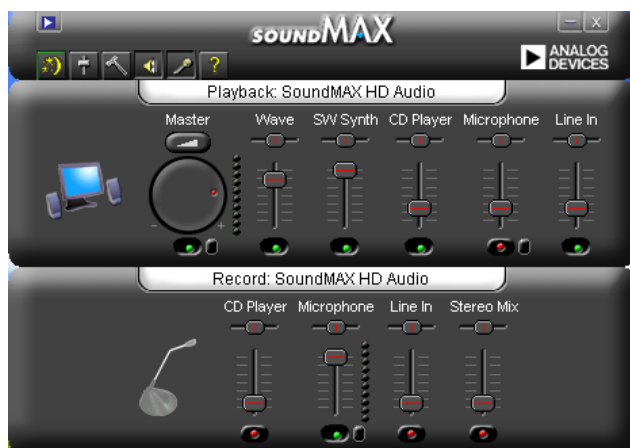 SOUNDMAX
X
?
ANALOG
DEVICES
Playback: SoundMAX HD Audio
Master Wave SW Synth CD Player Microphone Line In
- +
Record: SoundMAX HD Audio
CD Player Microphone Line In Stereo Mix